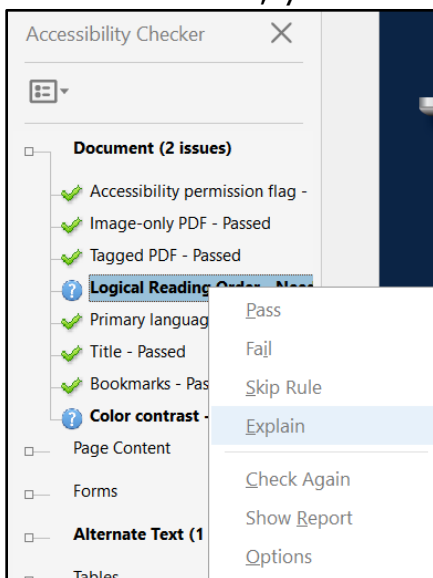 Accessibility Checker
Document (2 issues)
Accessibility permission flag -
Image-only PDF - Passed
Tagged PDF - Passed
Logical Reading Order - Need
Primary languag
Title - Passed
Bookmarks - Pas
Color contrast -
Page Content
Forms
Alternate Text (1
Tables
Pass
Fail
Skip Rule
Explain
Check Again
Show Report
Options